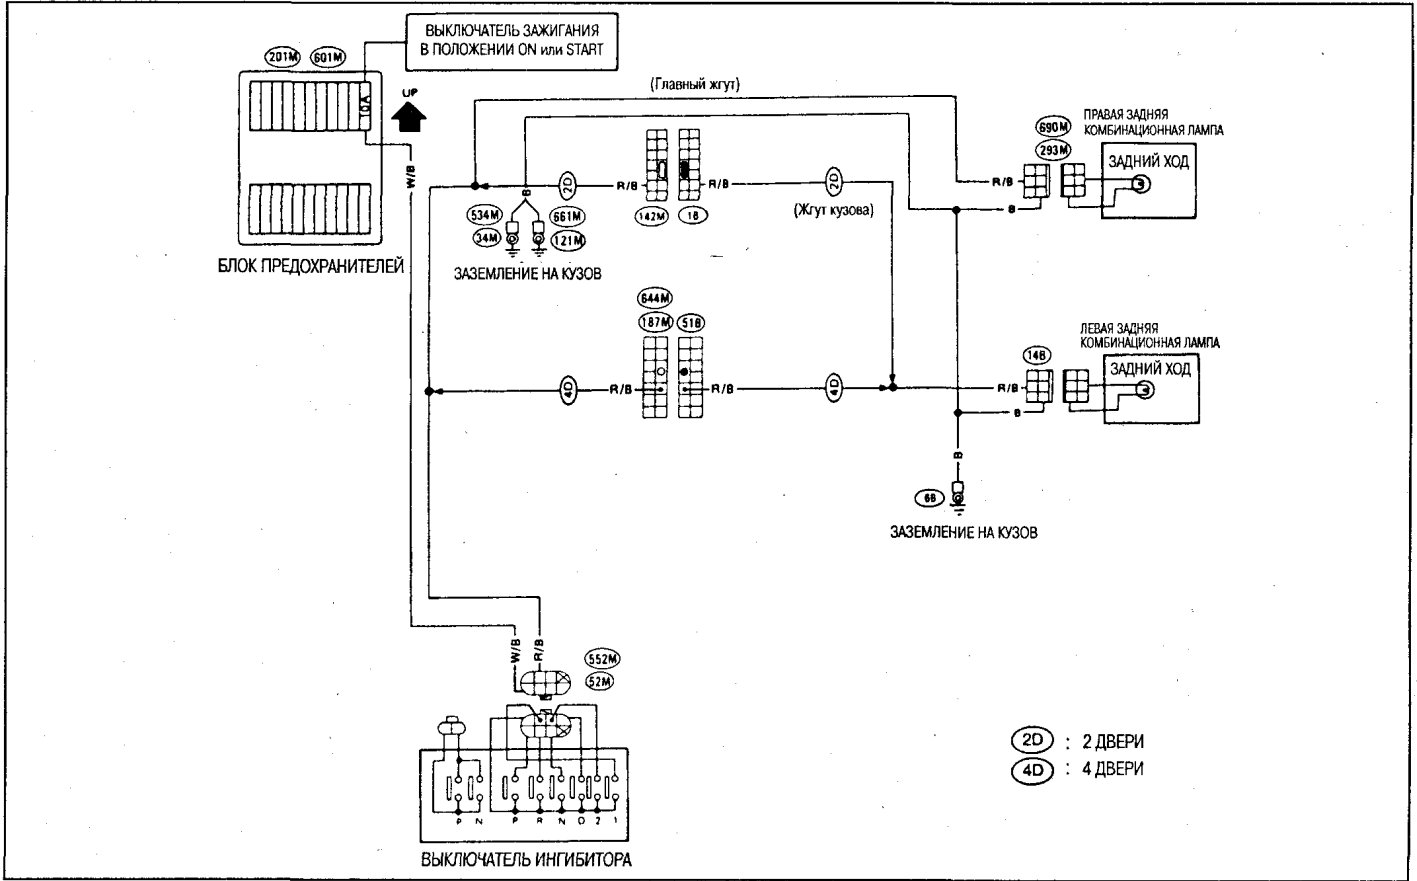 ВЫКЛЮЧАТЕЛЬ ЗАЖИГАНИЯ
В ПОЛОЖЕНИИ ON или START
201M 601M
10A
UP
БЛОК ПРЕДОХРАНИТЕЛЕЙ
W/B
(Главный жгут)
B
2D
R/B
142M
1B
R/B
2D
(Жгут кузова)
534M
34M
661M
121M
ЗАЗЕМЛЕНИЕ НА КУЗОВ
690M
293M
ПРАВАЯ ЗАДНЯЯ
КОМБИНАЦИОННАЯ ЛАМПА
ЗАДНИЙ ХОД
R/B
B
644M
187M
51B
4D
R/B
R/B
4D
14B
ЛЕВАЯ ЗАДНЯЯ
КОМБИНАЦИОННАЯ ЛАМПА
ЗАДНИЙ ХОД
R/B
B
B
6B
ЗАЗЕМЛЕНИЕ НА КУЗОВ
W/B
R/B
552M
52M
P N P R N D 2 1
ВЫКЛЮЧАТЕЛЬ ИНГИБИТОРА
2D : 2 ДВЕРИ
4D : 4 ДВЕРИ